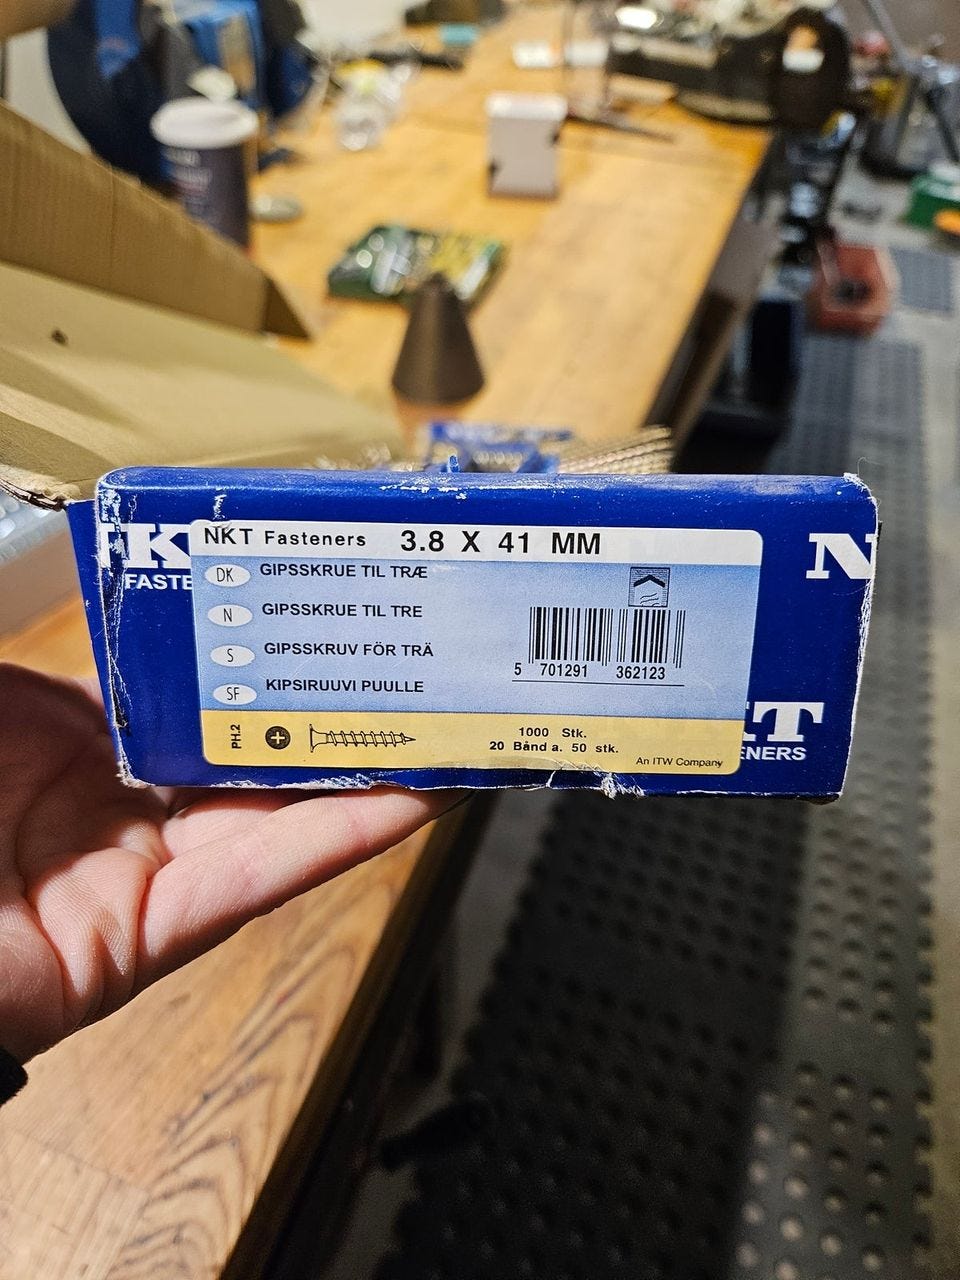 NKT Fasteners 3.8 X 41 MM
DK GIPSSKRUE TIL TRÆ
N GIPSSKRUE TIL TRE
S GIPSSKRUV FÖR TRÄ
SF KIPSIRUUVI PUULLE
5 701291 362123
PH.2
1000 Stk.
20 Bånd a. 50 stk.
An ITW Company
K
FASTE
N
T
ENERS